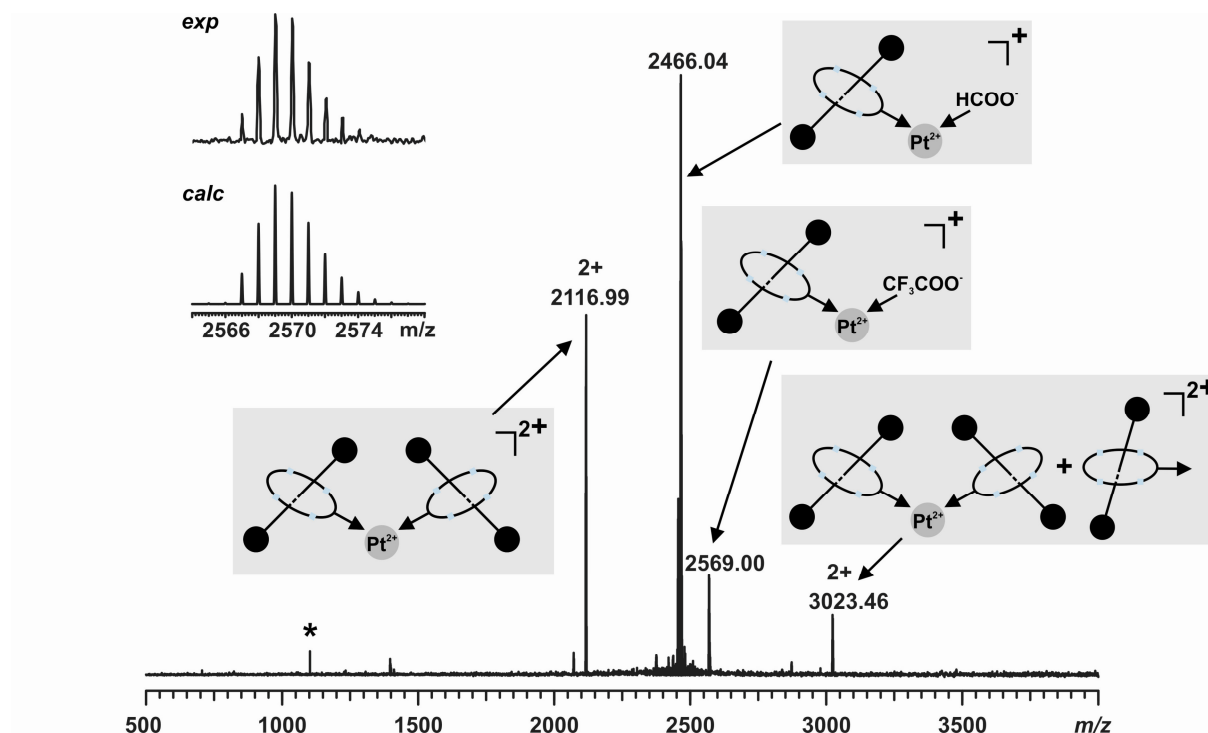 exp
calc
2566 2570 2574 m/z
2+
2116.99
2466.04
+
HCOO-
Pt2+
+
CF3COO-
Pt2+
2569.00
2+
Pt2+
2+
+
Pt2+
2+
3023.46
*
500 1000 1500 2000 2500 3000 3500 m/z